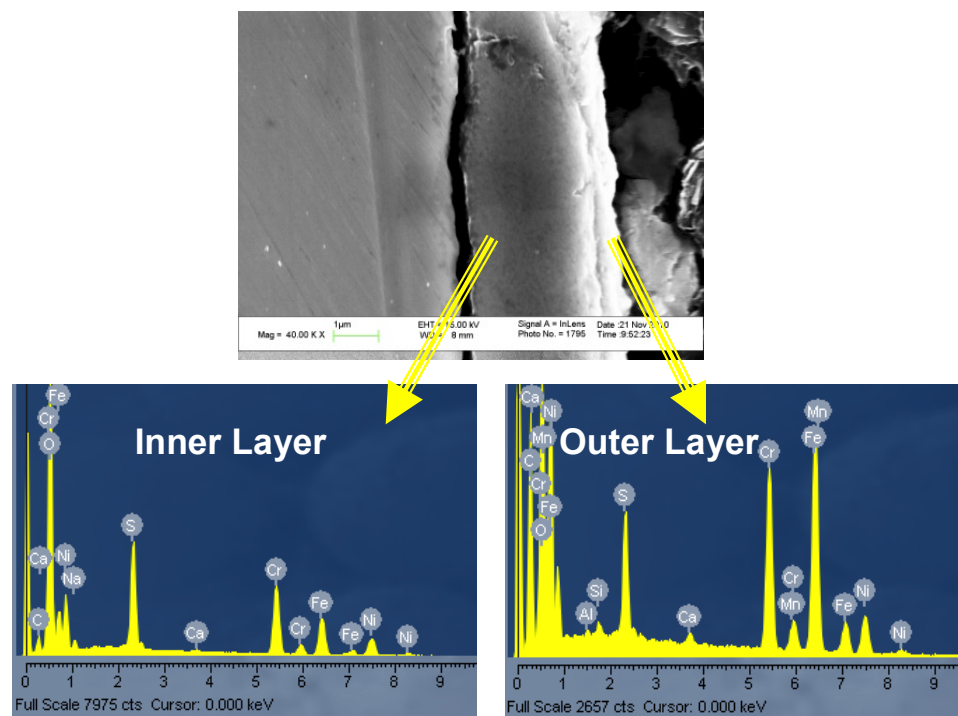 Mag = 40.00 K X
1µm
WD = 8 mm
Signal A = InLens
Photo No. = 1795
Time :9:52:23
Inner Layer
Fe
Cr
O
S
Ca
Ni
Na
C
Cr
Fe
Ca
Cr
Fe
Ni
Ni
0 1 2 3 4 5 6 7 8 9
Full Scale 7975 cts Cursor: 0.000 keV
Outer Layer
Ca
Ni
Mn
C
Cr
Fe
O
S
Si
Al
Ca
Cr
Mn
Fe
Cr
Mn
Fe
Ni
Ni
0 1 2 3 4 5 6 7 8 9
Full Scale 2657 cts Cursor: 0.000 keV